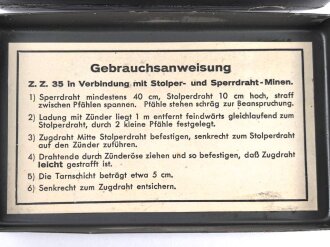 Gebrauchsanweisung
Z. Z. 35 in Verbindung mit Stolper- und Sperrdraht-Minen.
1) Sperrdraht mindestens 40 cm, Stolperdraht 10 cm hoch, straff
zwischen Pfählen spannen. Pfähle stehen schräg zur Beanspruchung.
2) Ladung mit Zünder liegt 1 m entfernt feindwärts gleichlaufend zum
Stolperdraht, durch 2 kleine Pfähle festgelegt.
3) Zugdraht Mitte Stolperdraht befestigen, senkrecht zum Stolperdraht
auf den Zünder zuführen.
4) Drahtende durch Zünderöse ziehen und so befestigen, daß Zugdraht
leicht gestrafft ist.
5) Die Tarnschicht beträgt etwa 5 cm.
6) Senkrecht zum Zugdraht entsichern.